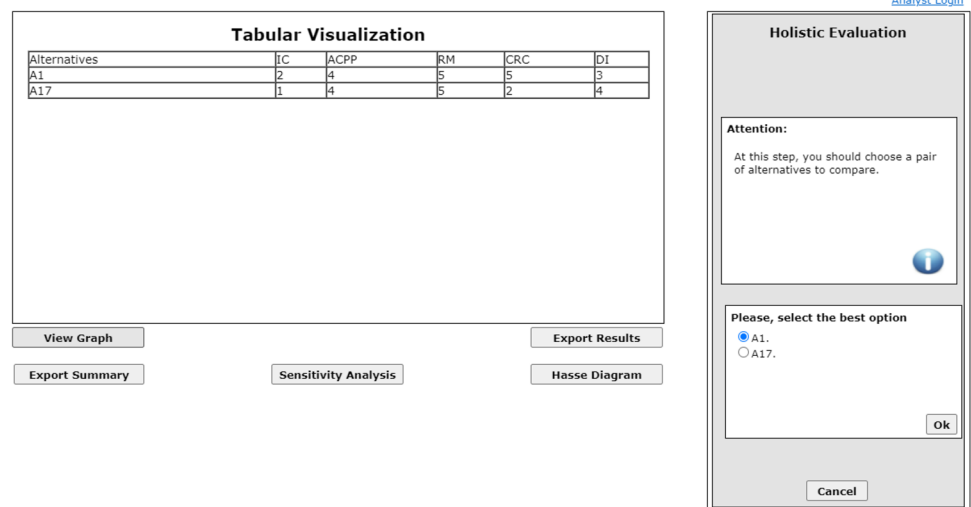 Analyst Login
Tabular Visualization
Alternatives IC ACPP RM CRC DI
A1 2 4 5 5 3
A17 1 4 5 2 4
View Graph
Export Results
Export Summary
Sensitivity Analysis
Hasse Diagram
Holistic Evaluation
Attention:
At this step, you should choose a pair
of alternatives to compare.
Please, select the best option
A1.
A17.
Ok
Cancel